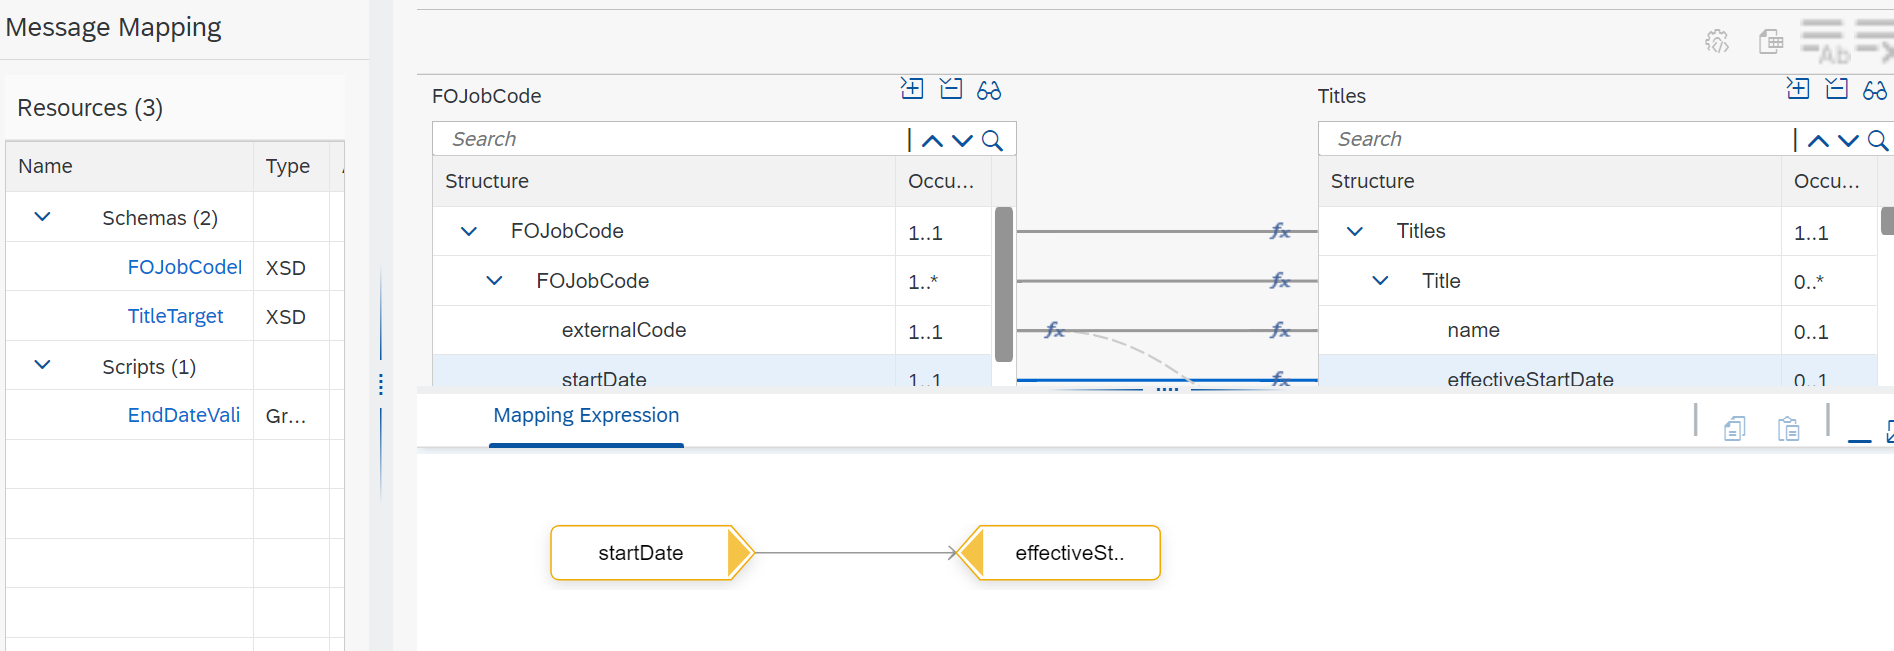 Message Mapping
Resources (3)
Name Type
Schemas (2)
FOJobCodeI XSD
TitleTarget XSD
Scripts (1)
EndDateVali Gr...
FOJobCode
Search
Structure Occu...
FOJobCode 1..1
FOJobCode 1..*
externalCode 1..1
startDate 1..1
fx
fx
fx fx
fx
Ab
Titles
Search
Structure Occu...
Titles 1..1
Title 0..*
name 0..1
effectiveStartDate 0..1
Mapping Expression
startDate effectiveSt..